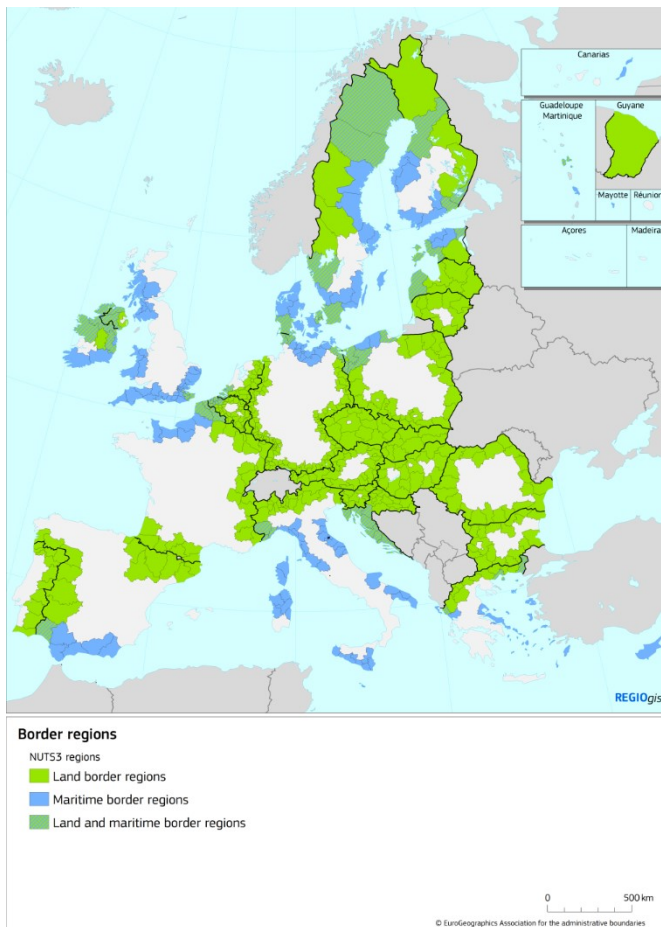 Canarias
Guadeloupe
Martinique
Guyane
Mayotte
Réunion
Açores
Madeira
REGIOgis
Border regions
NUTS3 regions
Land border regions
Maritime border regions
Land and maritime border regions
0 500 km
© EuroGeographics Association for the administrative boundaries